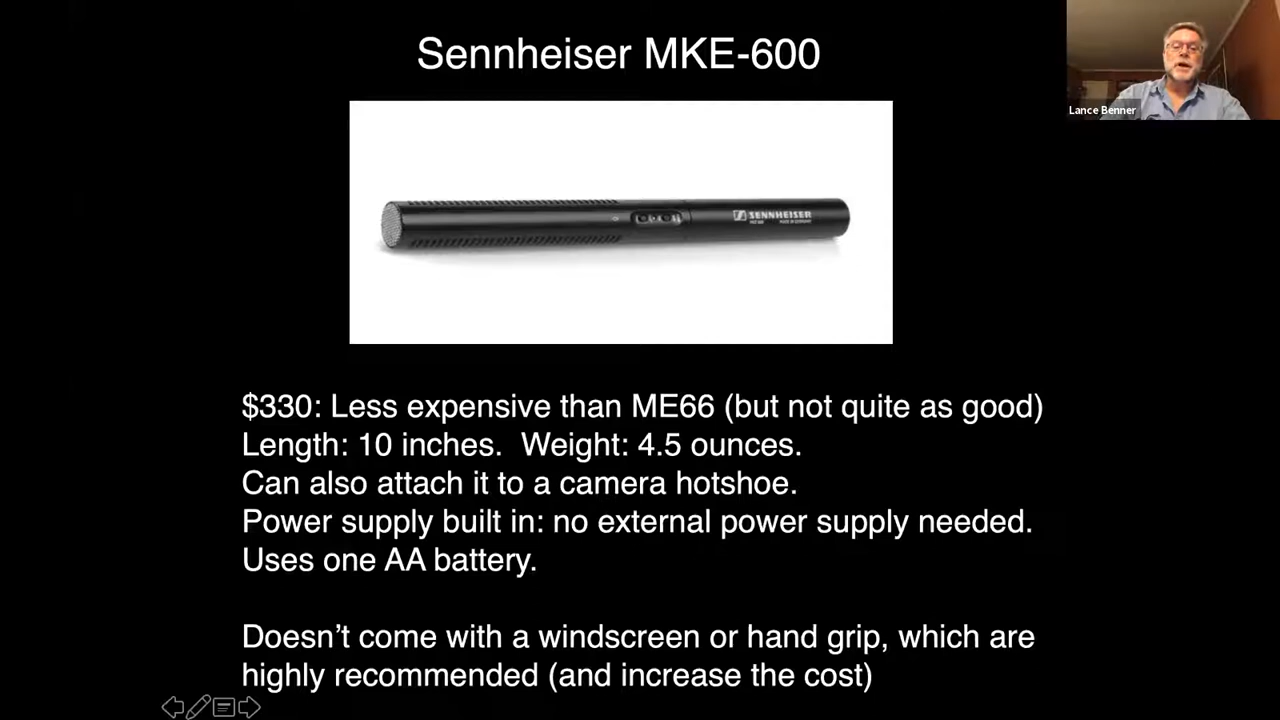 Sennheiser MKE-600
Lance Benner
SENNHEISER
$330: Less expensive than ME66 (but not quite as good)
Length: 10 inches.  Weight: 4.5 ounces.
Can also attach it to a camera hotshoe.
Power supply built in: no external power supply needed.
Uses one AA battery.
Doesn’t come with a windscreen or hand grip, which are
highly recommended (and increase the cost)